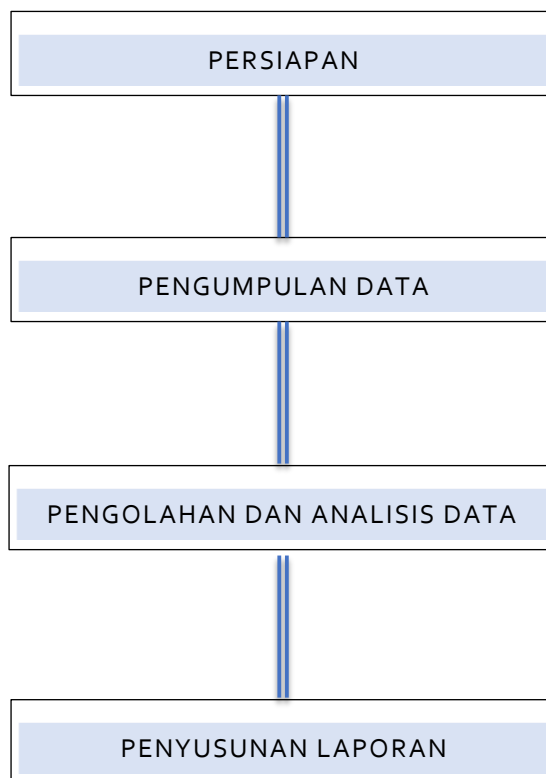 PERSIAPAN
PENGUMPULAN DATA
PENGOLAHAN DAN ANALISIS DATA
PENYUSUNAN LAPORAN